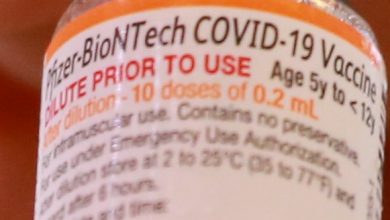 Pfizer-BioNTech COVID-19 Vaccine
DILUTE PRIOR TO USE Age 5y to < 12y
after dilution - 10 doses of 0.2 mL
For intramuscular use. Contains no preservative.
For use under Emergency Use Authorization.
After dilution store at 2 to 25°C (35 to 77°F) and
discard after 6 hours.
time: